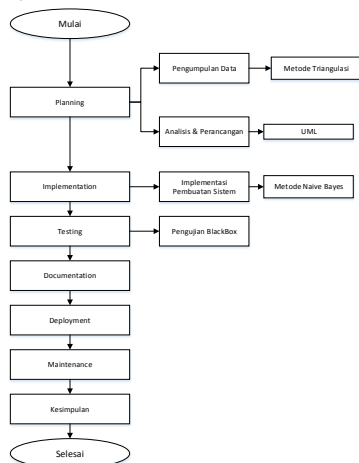 Mulai
Pengumpulan Data
Metode Triangulasi
Planning
Analisis & Perancangan
UML
Implementation
Implementasi
Pembuatan Sistem
Metode Naive Bayes
Testing
Pengujian BlackBox
Documentation
Deployment
Maintenance
Kesimpulan
Selesai